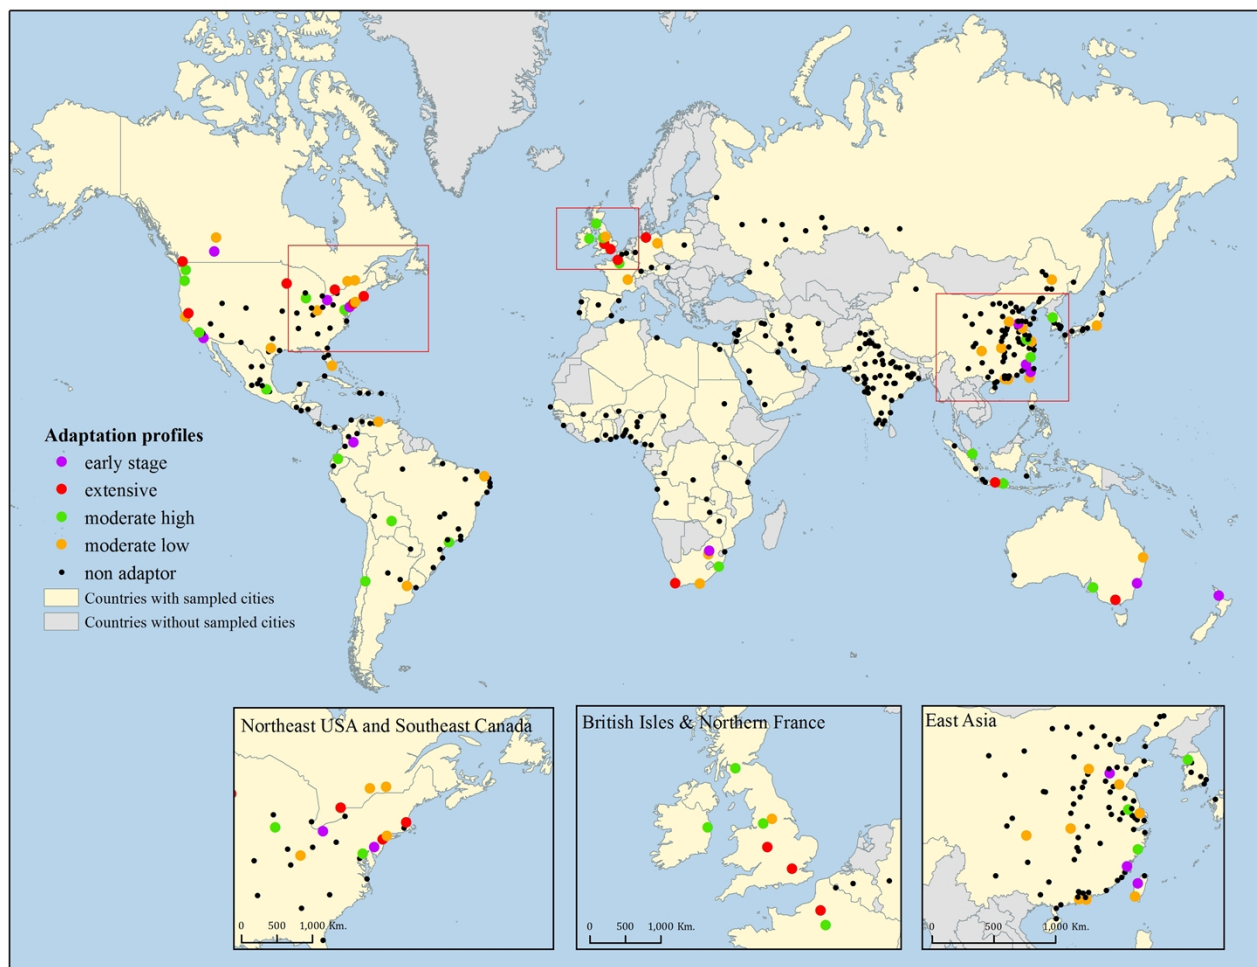 Adaptation profiles
early stage
extensive
moderate high
moderate low
non adaptor
Countries with sampled cities
Countries without sampled cities
Northeast USA and Southeast Canada
0 500 1,000 Km.
British Isles & Northern France
0 500 1,000 Km.
East Asia
0 500 1,000 Km.